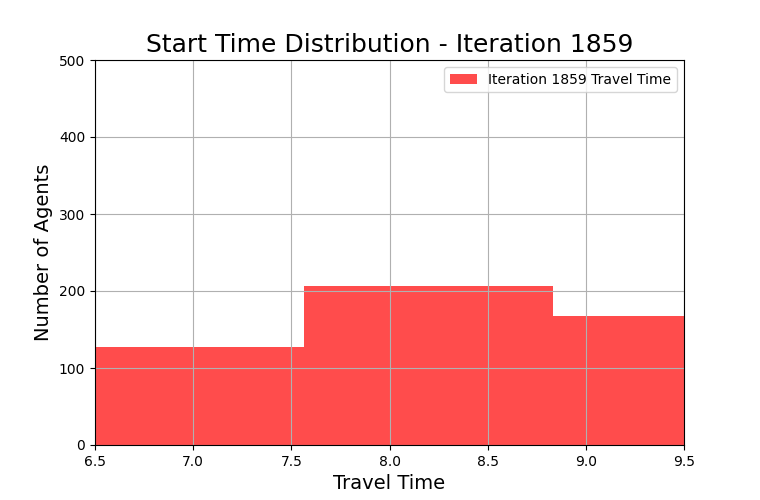 Start Time Distribution - Iteration 1859
Iteration 1859 Travel Time
Number of Agents
500
400
300
200
100
0
6.5 7.0 7.5 8.0 8.5 9.0 9.5
Travel Time